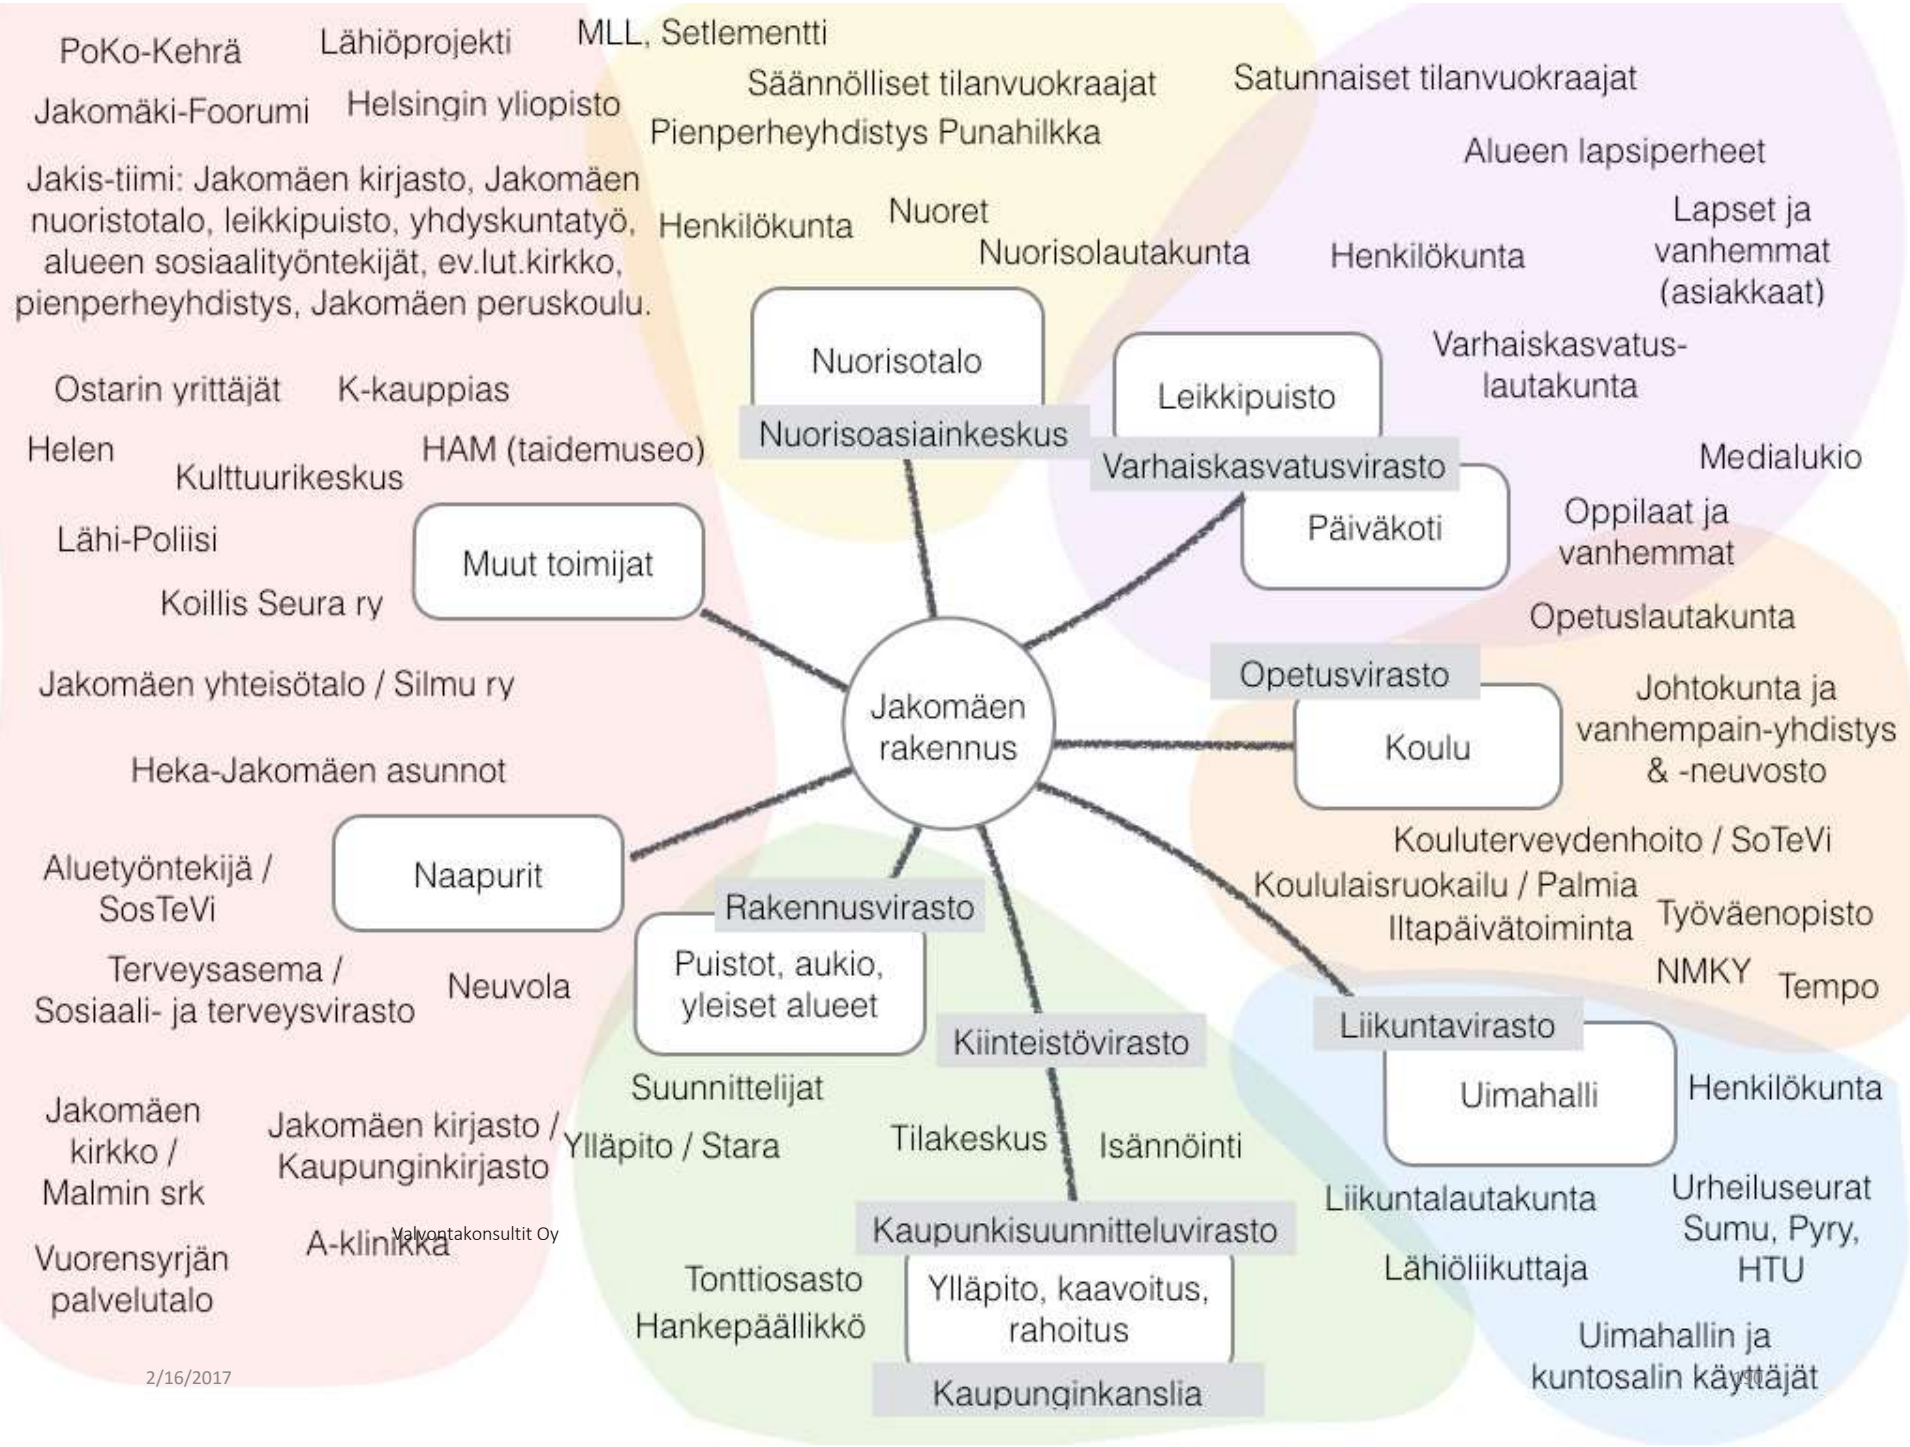 PoKo-Kehrä
Lähiöprojekti
MLL, Setlementti
Jakomäki-Foorumi
Helsingin yliopisto
Säännölliset tilanvuokraajat
Satunnaiset tilanvuokraajat
Pienperheyhdistys Punahilkka
Alueen lapsiperheet
Jakis-tiimi: Jakomäen kirjasto, Jakomäen
nuoristotalo, leikkipuisto, yhdyskuntatyö,
alueen sosiaalityöntekijät, ev.lut.kirkko,
pienperheyhdistys, Jakomäen peruskoulu.
Henkilökunta
Nuoret
Nuorisolautakunta
Henkilökunta
Lapset ja
vanhemmat
(asiakkaat)
Nuorisotalo
Nuorisoasiainkeskus
Leikkipuisto
Varhaiskasvatusvirasto
Päiväkoti
Varhaiskasvatus-
lautakunta
Ostarin yrittäjät
K-kauppias
Helen
Kulttuurikeskus
HAM (taidemuseo)
Medialukio
Lähi-Poliisi
Muut toimijat
Oppilaat ja
vanhemmat
Koillis Seura ry
Opetuslautakunta
Jakomäen yhteisötalo / Silmu ry
Jakomäen
rakennus
Opetusvirasto
Koulu
Johtokunta ja
vanhempain-yhdistys
& -neuvosto
Heka-Jakomäen asunnot
Naapurit
Aluetyöntekijä /
SosTeVi
Kouluterveydenhoito / SoTeVi
Koululaisruokailu / Palmia
Iltapäivätoiminta
Työväenopisto
NMKY
Tempo
Rakennusvirasto
Puistot, aukio,
yleiset alueet
Terveysasema /
Sosiaali- ja terveysvirasto
Neuvola
Kiinteistövirasto
Liikuntavirasto
Uimahalli
Henkilökunta
Suunnittelijat
Ylläpito / Stara
Tilakeskus
Isännöinti
Jakomäen
kirkko /
Malmin srk
Jakomäen kirjasto /
Kaupunginkirjasto
Liikuntalautakunta
Urheiluseurat
Sumu, Pyry,
HTU
Kaupunkisuunnitteluvirasto
Valvontakonsultit Oy
A-klinikka
Vuorensyrjän
palvelutalo
Lähiöliikuttaja
Tonttiosasto
Hankepäällikkö
Ylläpito, kaavoitus,
rahoitus
Kaupunginkanslia
Uimahallin ja
kuntosalin käyttäjät
2/16/2017
190